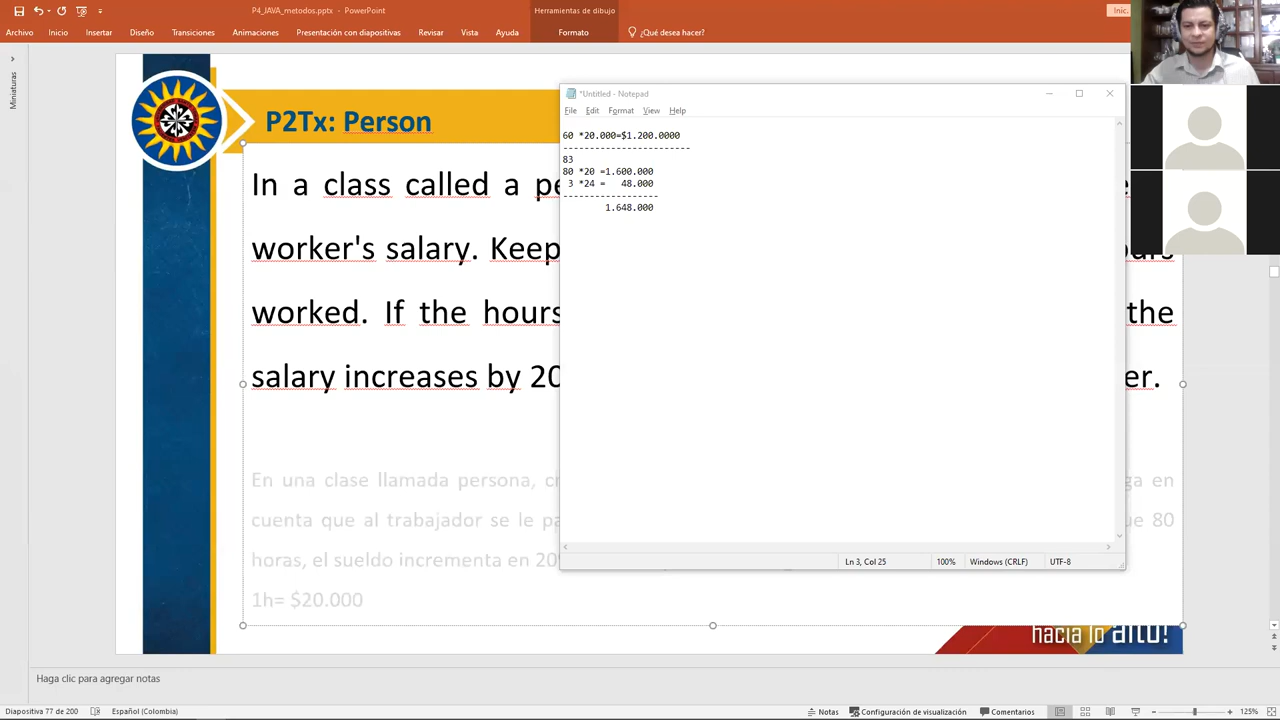 P4_JAVA_metodos.pptx - PowerPoint
Herramientas de dibujo
Inic.
Archivo Inicio Insertar Diseño Transiciones Animaciones Presentación con diapositivas Revisar Vista Ayuda Formato ¿Qué desea hacer?
Miniaturas
P2Tx: Person
In a class called a
worker's salary. Keep
worked. If the hours the
salary increases by 20
En una clase llamada persona, en
cuenta que al trabajador se le 80
horas, el sueldo incrementa en 20
1h= $20.000
hacia lo alto!
*Untitled - Notepad
File Edit Format View Help
60 *20.000=$1.200.0000
------------------------
83
80 *20 =1.600.000
3 *24 = 48.000
------------------
1.648.000
Ln 3, Col 25 100% Windows (CRLF) UTF-8
Haga clic para agregar notas
Diapositiva 77 de 200 Español (Colombia) Notas Configuración de visualización Comentarios 125%